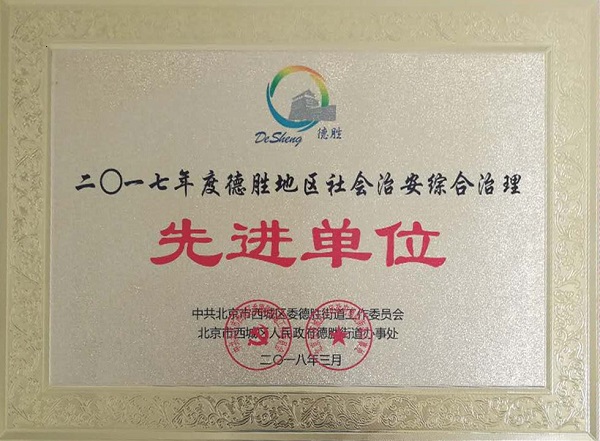 DeSheng 德胜
二〇一七年度德胜地区社会治安综合治理
先进单位
中共北京市西城区委德胜街道工作委员会
北京市西城区人民政府德胜街道办事处
二〇一八年三月